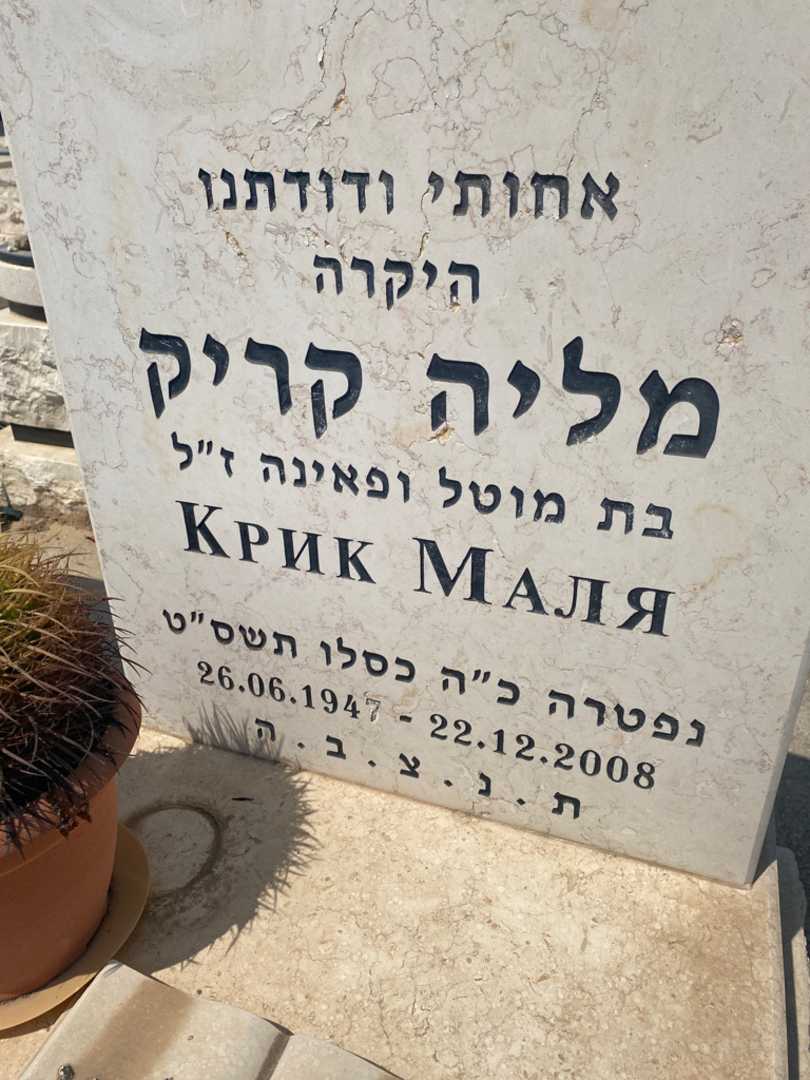 אחותי ודודתנו
היקרה
מליה קריק
בת מוטל ופאינה ז"ל
Крик Маля
נפטרה כ"ה כסלו תשס"ט
26.06.1947 - 22.12.2008
ת . נ . צ . ב . ה